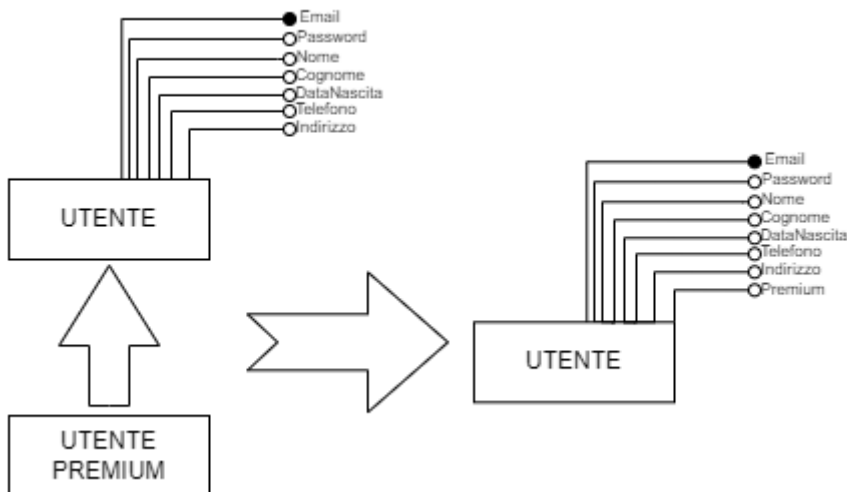 Email
Password
Nome
Cognome
DataNascita
Telefono
Indirizzo
UTENTE
UTENTE
PREMIUM
Email
Password
Nome
Cognome
DataNascita
Telefono
Indirizzo
Premium
UTENTE